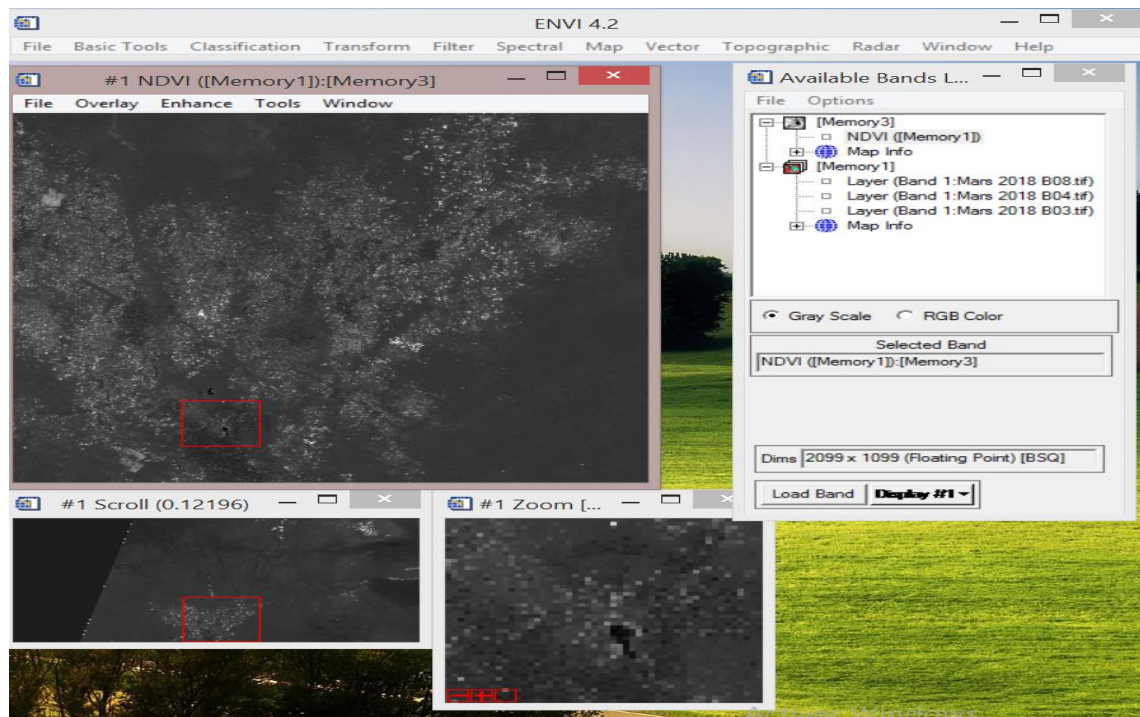 ENVI 4.2
File Basic Tools Classification Transform Filter Spectral Map Vector Topographic Radar Window Help
#1 NDVI ([Memory1]):[Memory3]
File Overlay Enhance Tools Window
#1 Scroll (0.12196)
#1 Zoom [...
Available Bands L...
File Options
[Memory3]
NDVI ([Memory1])
Map Info
[Memory1]
Layer (Band 1:Mars 2018 B08.tif)
Layer (Band 1:Mars 2018 B04.tif)
Layer (Band 1:Mars 2018 B03.tif)
Map Info
Gray Scale RGB Color
Selected Band
NDVI ([Memory1]):[Memory3]
Dims 2099 x 1099 (Floating Point) [BSQ]
Load Band Display #1